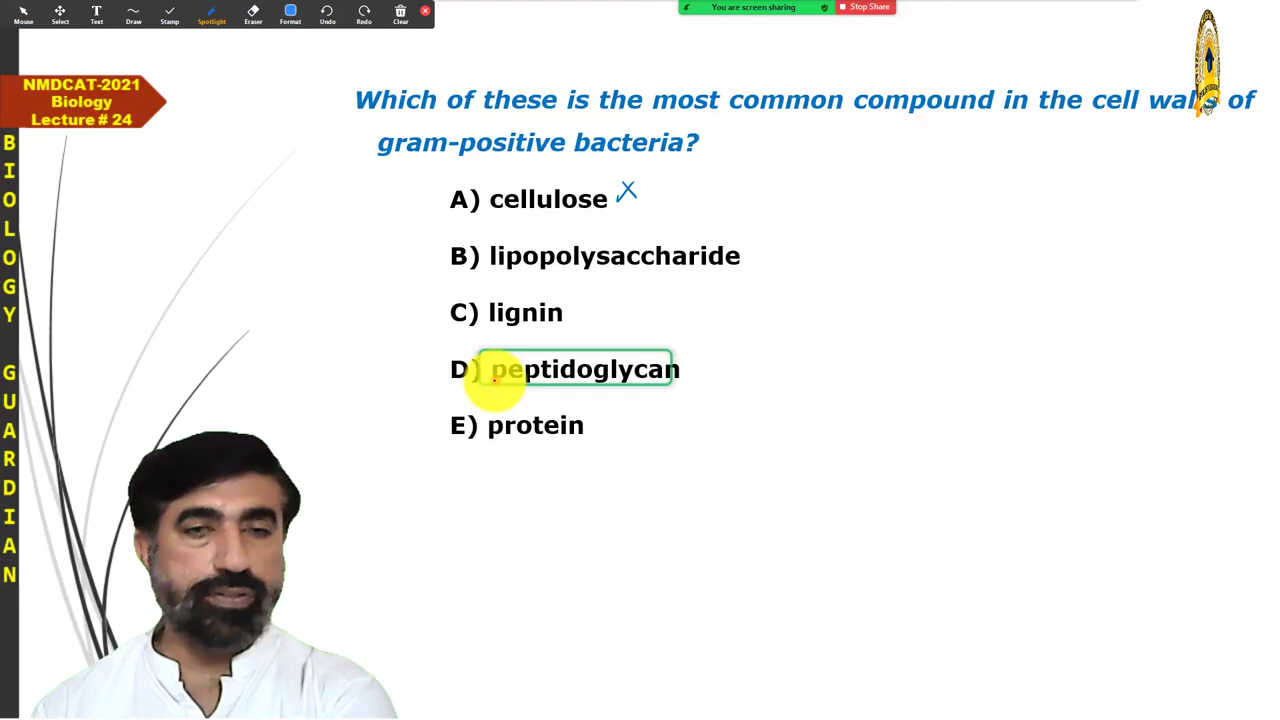 Mouse Select Text Draw Stamp Spotlight Eraser Format Undo Redo Clear
You are screen sharing Stop Share
NMDCAT-2021
Biology
Lecture # 24
BIOLOGY GUARDIAN
Which of these is the most common compound in the cell walls of
gram-positive bacteria?
A) cellulose X
B) lipopolysaccharide
C) lignin
D) peptidoglycan
E) protein